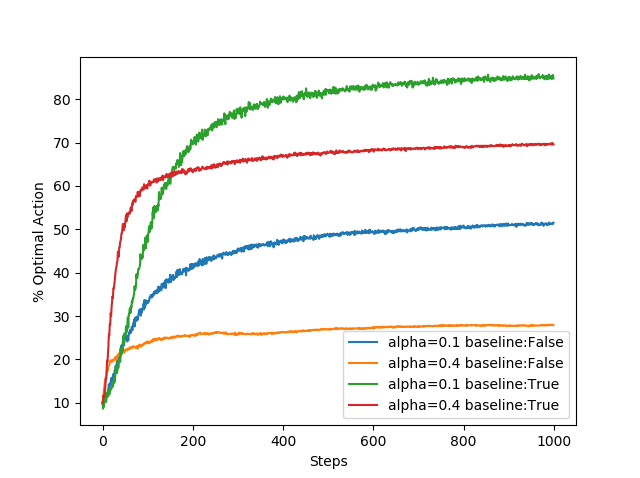 80
70
60
50
40
30
20
10
% Optimal Action
0
200
400
600
800
1000
Steps
alpha=0.1 baseline:False
alpha=0.4 baseline:False
alpha=0.1 baseline:True
alpha=0.4 baseline:True